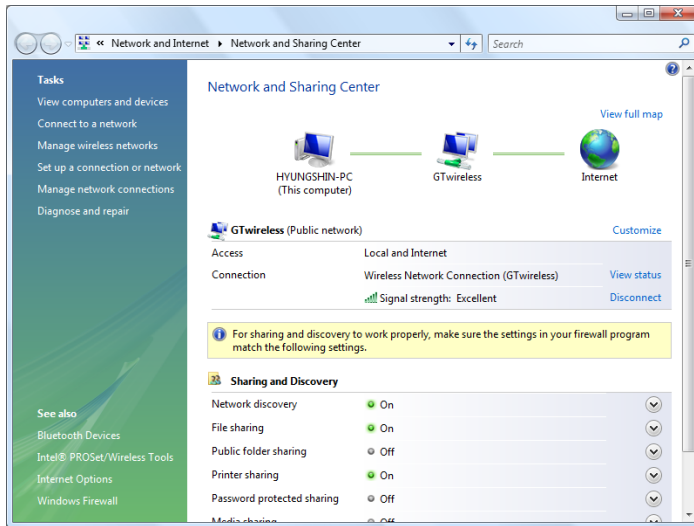 « Network and Internet ▸ Network and Sharing Center
Search
Tasks
View computers and devices
Connect to a network
Manage wireless networks
Set up a connection or network
Manage network connections
Diagnose and repair
See also
Bluetooth Devices
Intel® PROSet/Wireless Tools
Internet Options
Windows Firewall
Network and Sharing Center
View full map
HYUNGSHIN-PC
(This computer)
GTwireless
Internet
GTwireless (Public network) Customize
Access Local and Internet
Connection Wireless Network Connection (GTwireless) View status
Signal strength: Excellent Disconnect
For sharing and discovery to work properly, make sure the settings in your firewall program
match the following settings.
Sharing and Discovery
Network discovery On
File sharing On
Public folder sharing Off
Printer sharing On
Password protected sharing Off
Media sharing Off